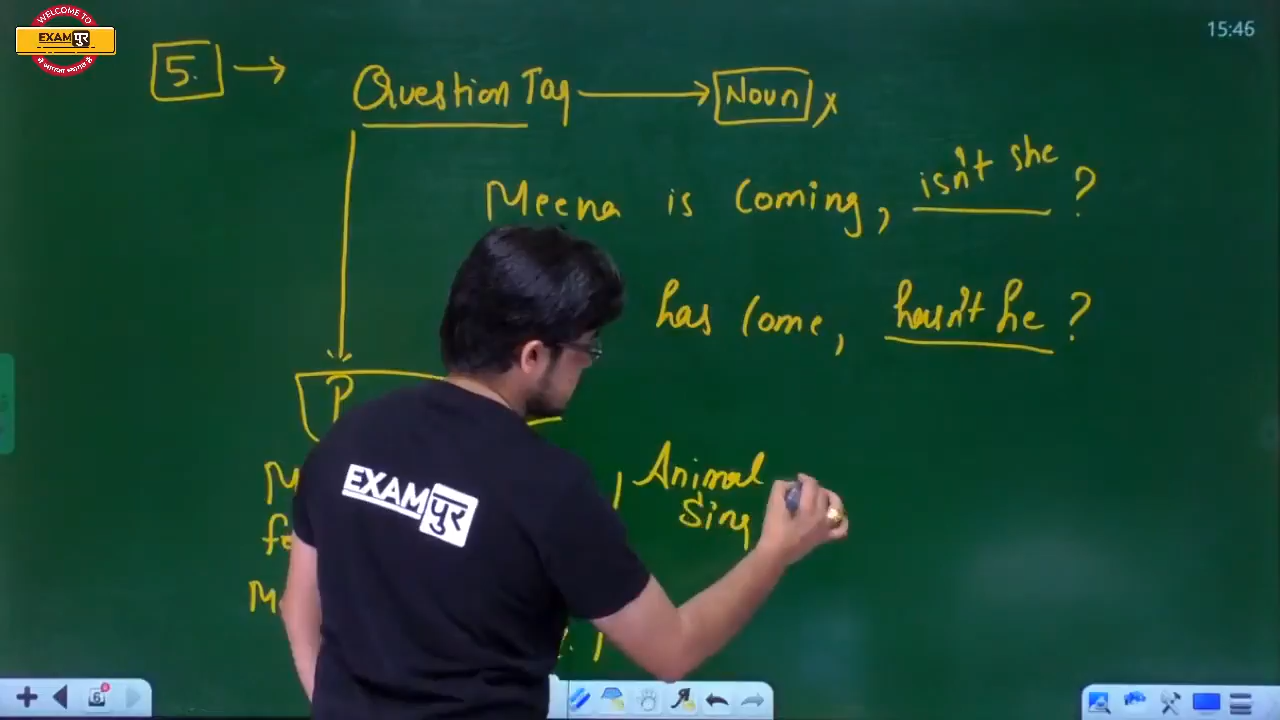 WELCOME TO
EXAMपुर
15:46
5. → Question Tag → Noun x
Meena is Coming, isn't she ?
has come, hasn't he ?
P
Animal
Sing
EXAMपुर